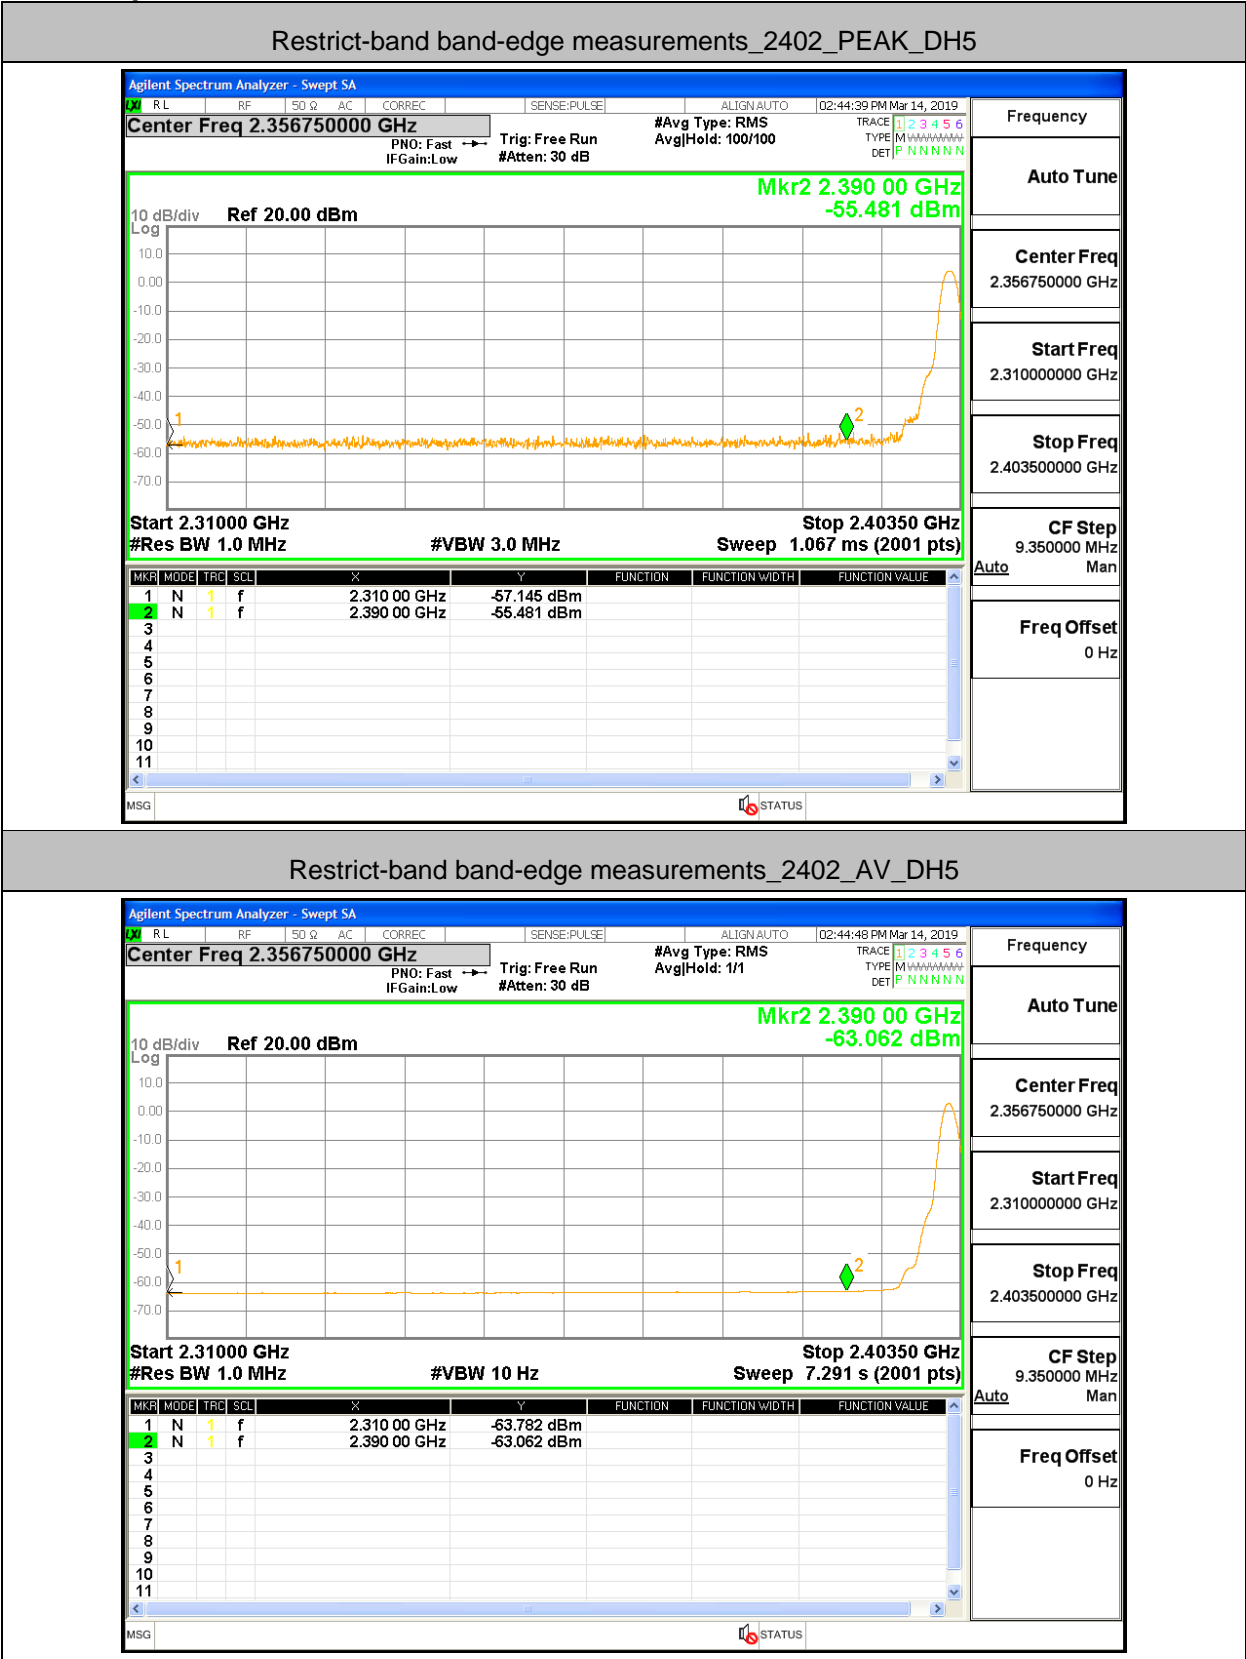 Restrict-band band-edge measurements_2402_PEAK_DH5
Agilent Spectrum Analyzer - Swept SA
LXI RL RF 50 Ω AC CORREC SENSE:PULSE ALIGN AUTO 02:44:39 PM Mar 14, 2019
Center Freq 2.356750000 GHz
PNO: Fast
IFGain:Low
Trig: Free Run
#Atten: 30 dB
#Avg Type: RMS
Avg|Hold: 100/100
TRACE 1 2 3 4 5 6
TYPE M WWWWW
DET P N N N N N
Mkr2 2.390 00 GHz
-55.481 dBm
10 dB/div Ref 20.00 dBm
Log
10.0
0.00
-10.0
-20.0
-30.0
-40.0
-50.0
-60.0
-70.0
1
2
Start 2.31000 GHz Stop 2.40350 GHz
#Res BW 1.0 MHz #VBW 3.0 MHz Sweep 1.067 ms (2001 pts)
MKR MODE TRC SCL X Y FUNCTION FUNCTION WIDTH FUNCTION VALUE
1 N 1 f 2.310 00 GHz -57.145 dBm
2 N 1 f 2.390 00 GHz -55.481 dBm
3
4
5
6
7
8
9
10
11
MSG STATUS
Frequency
Auto Tune
Center Freq
2.356750000 GHz
Start Freq
2.310000000 GHz
Stop Freq
2.403500000 GHz
CF Step
9.350000 MHz
Auto Man
Freq Offset
0 Hz
Restrict-band band-edge measurements_2402_AV_DH5
Agilent Spectrum Analyzer - Swept SA
LXI RL RF 50 Ω AC CORREC SENSE:PULSE ALIGN AUTO 02:44:48 PM Mar 14, 2019
Center Freq 2.356750000 GHz
PNO: Fast
IFGain:Low
Trig: Free Run
#Atten: 30 dB
#Avg Type: RMS
Avg|Hold: 1/1
TRACE 1 2 3 4 5 6
TYPE M WWWWW
DET P N N N N N
Mkr2 2.390 00 GHz
-63.062 dBm
10 dB/div Ref 20.00 dBm
Log
10.0
0.00
-10.0
-20.0
-30.0
-40.0
-50.0
-60.0
-70.0
1
2
Start 2.31000 GHz Stop 2.40350 GHz
#Res BW 1.0 MHz #VBW 10 Hz Sweep 7.291 s (2001 pts)
MKR MODE TRC SCL X Y FUNCTION FUNCTION WIDTH FUNCTION VALUE
1 N 1 f 2.310 00 GHz -63.782 dBm
2 N 1 f 2.390 00 GHz -63.062 dBm
3
4
5
6
7
8
9
10
11
MSG STATUS
Frequency
Auto Tune
Center Freq
2.356750000 GHz
Start Freq
2.310000000 GHz
Stop Freq
2.403500000 GHz
CF Step
9.350000 MHz
Auto Man
Freq Offset
0 Hz